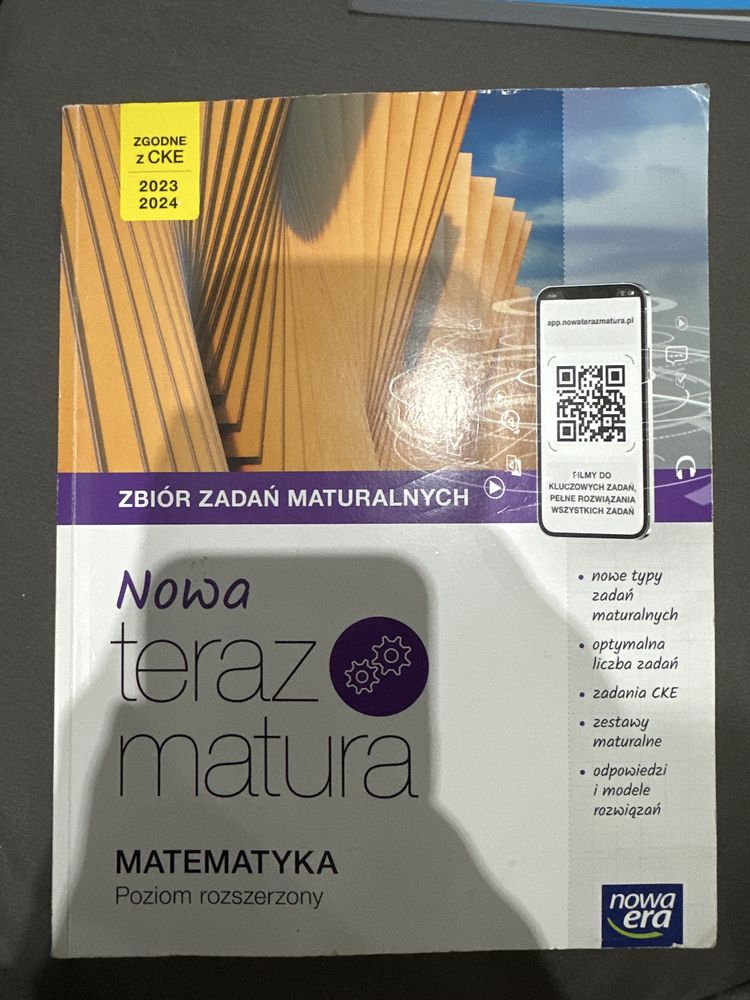 ZGODNE
z CKE
2023
2024
app.nowaterazmatura.pl
FILMY DO
KLUCZOWYCH ZADAŃ,
PEŁNE ROZWIĄZANIA
WSZYSTKICH ZADAŃ
ZBIÓR ZADAŃ MATURALNYCH
Nowa
teraz
matura
• nowe typy
zadań
maturalnych
• optymalna
liczba zadań
• zadania CKE
• zestawy
maturalne
• odpowiedzi
i modele
rozwiązań
MATEMATYKA
Poziom rozszerzony
nowa
era